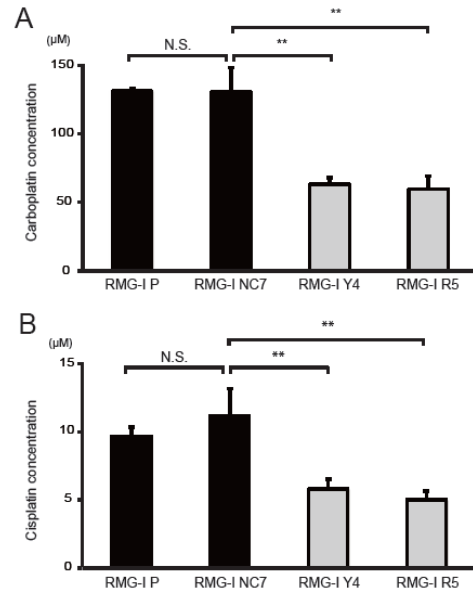 A
(μM)
**
N.S.
**
150
100
50
0
Carboplatin concentration
RMG-I P
RMG-I NC7
RMG-I Y4
RMG-I R5
B
(μM)
**
N.S.
**
15
10
5
0
Cisplatin concentration
RMG-I P
RMG-I NC7
RMG-I Y4
RMG-I R5